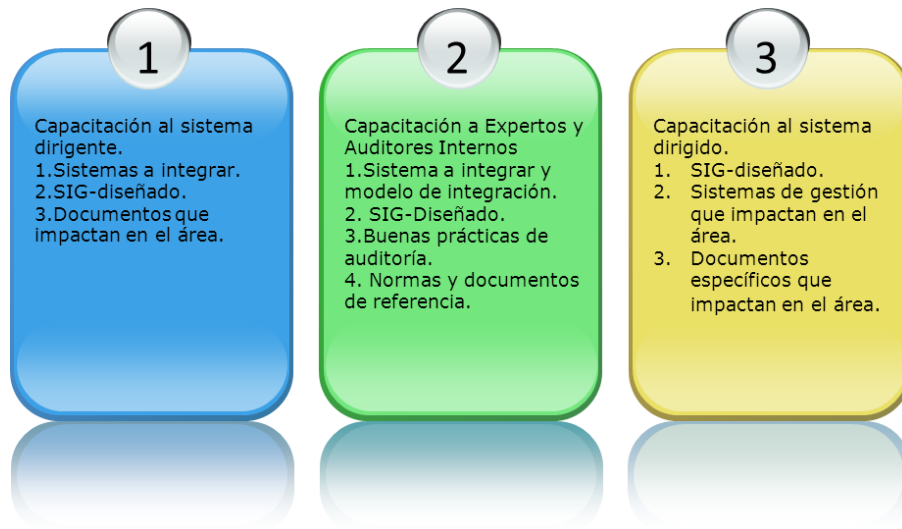 1
Capacitación al sistema
dirigente.
1.Sistemas a integrar.
2.SIG-diseñado.
3.Documentos que
impactan en el área.
2
Capacitación a Expertos y
Auditores Internos
1.Sistema a integrar y
modelo de integración.
2. SIG-Diseñado.
3.Buenas prácticas de
auditoría.
4. Normas y documentos
de referencia.
3
Capacitación al sistema
dirigido.
1. SIG-diseñado.
2. Sistemas de gestión
que impactan en el
área.
3. Documentos
específicos que
impactan en el área.